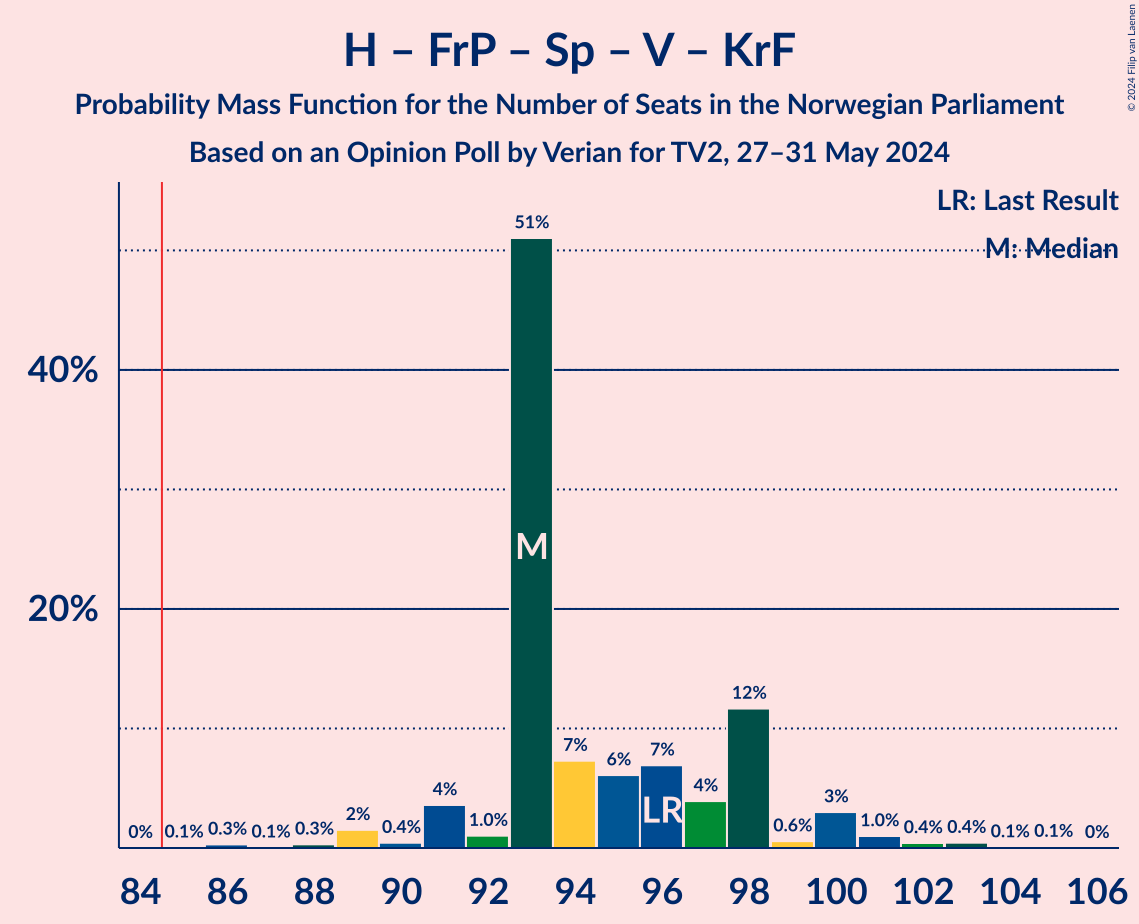 H – FrP – Sp – V – KrF
Probability Mass Function for the Number of Seats in the Norwegian Parliament
Based on an Opinion Poll by Verian for TV2, 27–31 May 2024
© 2024 Filip van Laenen
LR: Last Result
M: Median
40%
20%
0%
0.1%
0.3%
0.1%
0.3%
2%
0.4%
4%
1.0%
51%
7%
6%
7%
4%
12%
0.6%
3%
1.0%
0.4%
0.4%
0.1%
0.1%
0%
M
LR
84 86 88 90 92 94 96 98 100 102 104 106